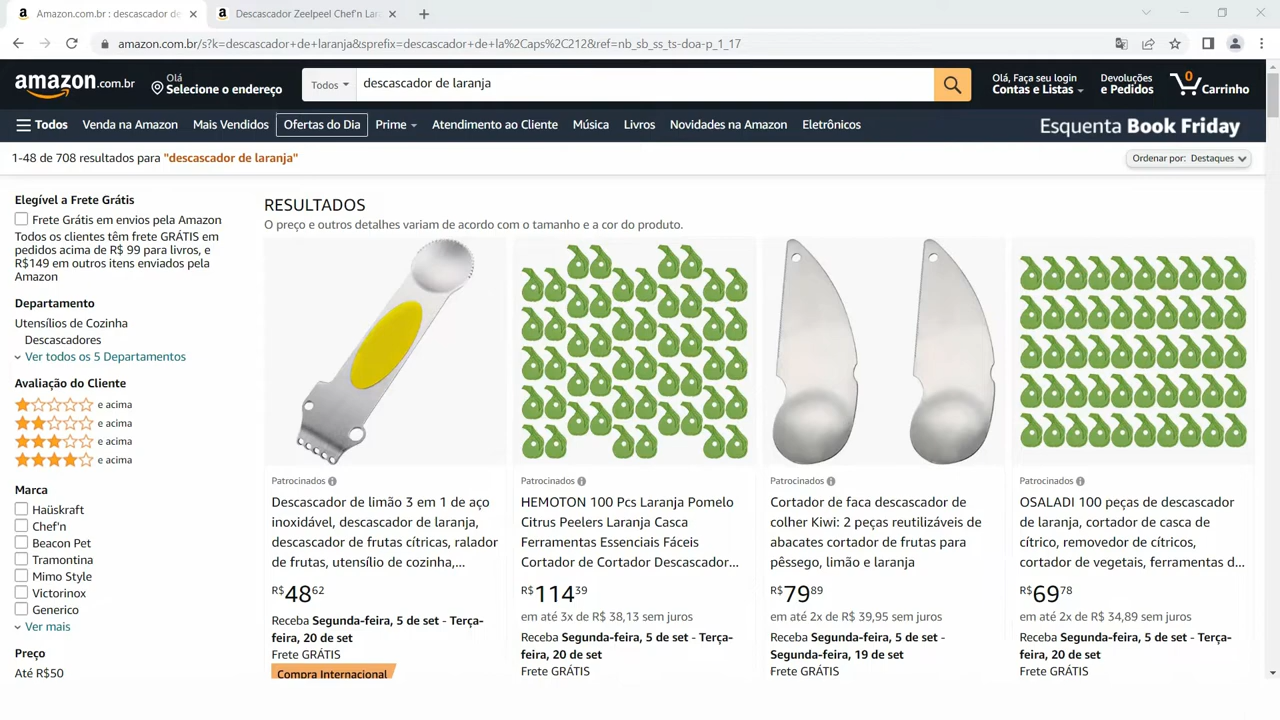 Amazon.com.br : descascador de
Descascador Zeelpeel Chef'n Lar
amazon.com.br/s?k=descascador+de+laranja&sprefix=descascador+de+la%2Caps%2C212&ref=nb_sb_ss_ts-doa-p_1_17
amazon.com.br
Olá
Selecione o endereço
Todos
descascador de laranja
Olá, Faça seu login
Contas e Listas
Devoluções
e Pedidos
0
Carrinho
Todos
Venda na Amazon
Mais Vendidos
Ofertas do Dia
Prime
Atendimento ao Cliente
Música
Livros
Novidades na Amazon
Eletrônicos
Esquenta Book Friday
1-48 de 708 resultados para "descascador de laranja"
Ordenar por: Destaques
Elegível a Frete Grátis
Frete Grátis em envios pela Amazon
Todos os clientes têm frete GRÁTIS em
pedidos acima de R$ 99 para livros, e
R$149 em outros itens enviados pela
Amazon
Departamento
Utensílios de Cozinha
Descascadores
Ver todos os 5 Departamentos
Avaliação do Cliente
e acima
e acima
e acima
e acima
Marca
Haüskraft
Chef'n
Beacon Pet
Tramontina
Mimo Style
Victorinox
Generico
Ver mais
Preço
Até R$50
RESULTADOS
O preço e outros detalhes variam de acordo com o tamanho e a cor do produto.
Patrocinados
Descascador de limão 3 em 1 de aço
inoxidável, descascador de laranja,
descascador de frutas cítricas, ralador
de frutas, utensílio de cozinha,...
R$4862
Receba Segunda-feira, 5 de set - Terça-
feira, 20 de set
Frete GRÁTIS
Compra Internacional
Patrocinados
HEMOTON 100 Pcs Laranja Pomelo
Citrus Peelers Laranja Casca
Ferramentas Essenciais Fáceis
Cortador de Cortador Descascador...
R$11439
em até 3x de R$ 38,13 sem juros
Receba Segunda-feira, 5 de set - Terça-
feira, 20 de set
Frete GRÁTIS
Patrocinados
Cortador de faca descascador de
colher Kiwi: 2 peças reutilizáveis de
abacates cortador de frutas para
pêssego, limão e laranja
R$7989
em até 2x de R$ 39,95 sem juros
Receba Segunda-feira, 5 de set -
Segunda-feira, 19 de set
Frete GRÁTIS
Patrocinados
OSALADI 100 peças de descascador
de laranja, cortador de casca de
cítrico, removedor de cítricos,
cortador de vegetais, ferramentas d...
R$6978
em até 2x de R$ 34,89 sem juros
Receba Segunda-feira, 5 de set - Terça-
feira, 20 de set
Frete GRÁTIS